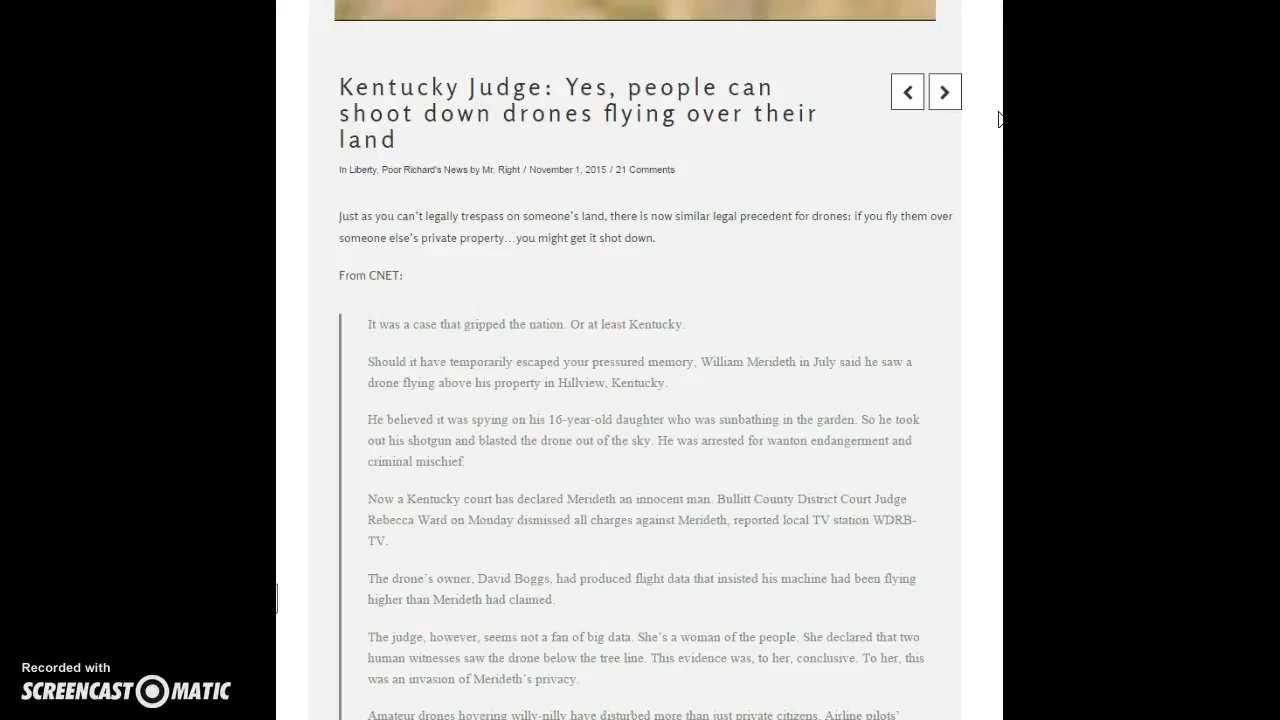 Kentucky Judge: Yes, people can
shoot down drones flying over their
land
In Liberty, Poor Richard's News by Mr. Right / November 1, 2015 / 21 Comments
Just as you can't legally trespass on someone's land, there is now similar legal precedent for drones: if you fly them over
someone else's private property…you might get it shot down.
From CNET:
It was a case that gripped the nation. Or at least Kentucky.
Should it have temporarily escaped your pressured memory, William Merideth in July said he saw a
drone flying above his property in Hillview, Kentucky.
He believed it was spying on his 16-year-old daughter who was sunbathing in the garden. So he took
out his shotgun and blasted the drone out of the sky. He was arrested for wanton endangerment and
criminal mischief.
Now a Kentucky court has declared Merideth an innocent man. Bullitt County District Court Judge
Rebecca Ward on Monday dismissed all charges against Merideth, reported local TV station WDRB-
TV.
The drone's owner, David Boggs, had produced flight data that insisted his machine had been flying
higher than Merideth had claimed.
The judge, however, seems not a fan of big data. She's a woman of the people. She declared that two
human witnesses saw the drone below the tree line. This evidence was, to her, conclusive. To her, this
was an invasion of Merideth's privacy.
Amateur drones hovering willy-nilly have disturbed more than just private citizens. Airline pilots'
Recorded with
SCREENCAST O MATIC